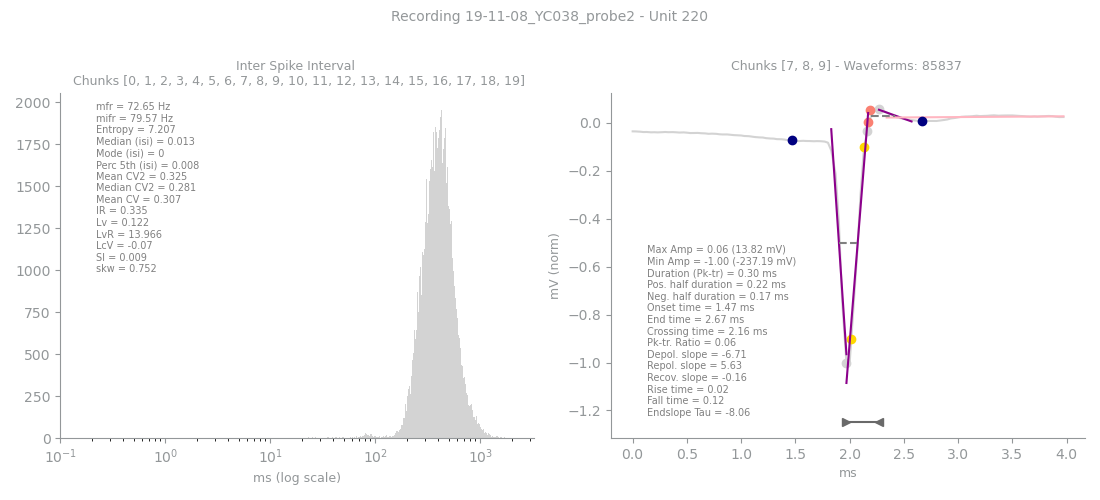 Recording 19-11-08_YC038_probe2 - Unit 220
Inter Spike Interval
Chunks [0, 1, 2, 3, 4, 5, 6, 7, 8, 9, 10, 11, 12, 13, 14, 15, 16, 17, 18, 19]
2000
1750
1500
1250
1000
750
500
250
0
mfr = 72.65 Hz
mifr = 79.57 Hz
Entropy = 7.207
Median (isi) = 0.013
Mode (isi) = 0
Perc 5th (isi) = 0.008
Mean CV2 = 0.325
Median CV2 = 0.281
Mean CV = 0.307
IR = 0.335
Lv = 0.122
LvR = 13.966
LcV = -0.07
SI = 0.009
skw = 0.752
10⁻¹ 10⁰ 10¹ 10² 10³
ms (log scale)
Chunks [7, 8, 9] - Waveforms: 85837
mV (norm)
0.0
−0.2
−0.4
−0.6
−0.8
−1.0
−1.2
Max Amp = 0.06 (13.82 mV)
Min Amp = -1.00 (-237.19 mV)
Duration (Pk-tr) = 0.30 ms
Pos. half duration = 0.22 ms
Neg. half duration = 0.17 ms
Onset time = 1.47 ms
End time = 2.67 ms
Crossing time = 2.16 ms
Pk-tr. Ratio = 0.06
Depol. slope = -6.71
Repol. slope = 5.63
Recov. slope = -0.16
Rise time = 0.02
Fall time = 0.12
Endslope Tau = -8.06
0.0 0.5 1.0 1.5 2.0 2.5 3.0 3.5 4.0
ms